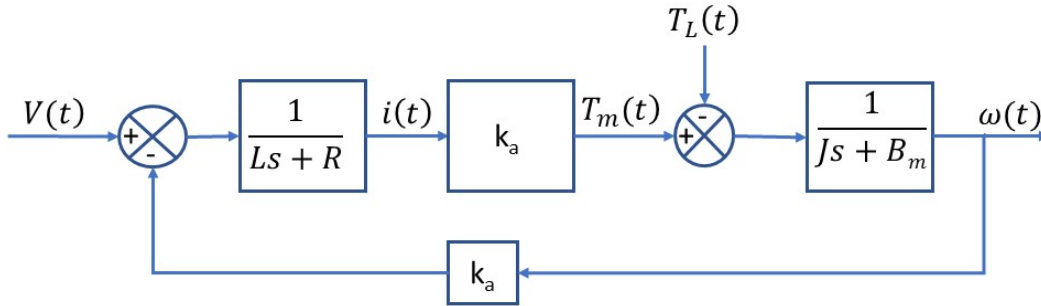 T_L(t)
V(t)
+
-
1
Ls + R
i(t)
k_a
T_m(t)
+
-
1
Js + B_m
ω(t)
k_a